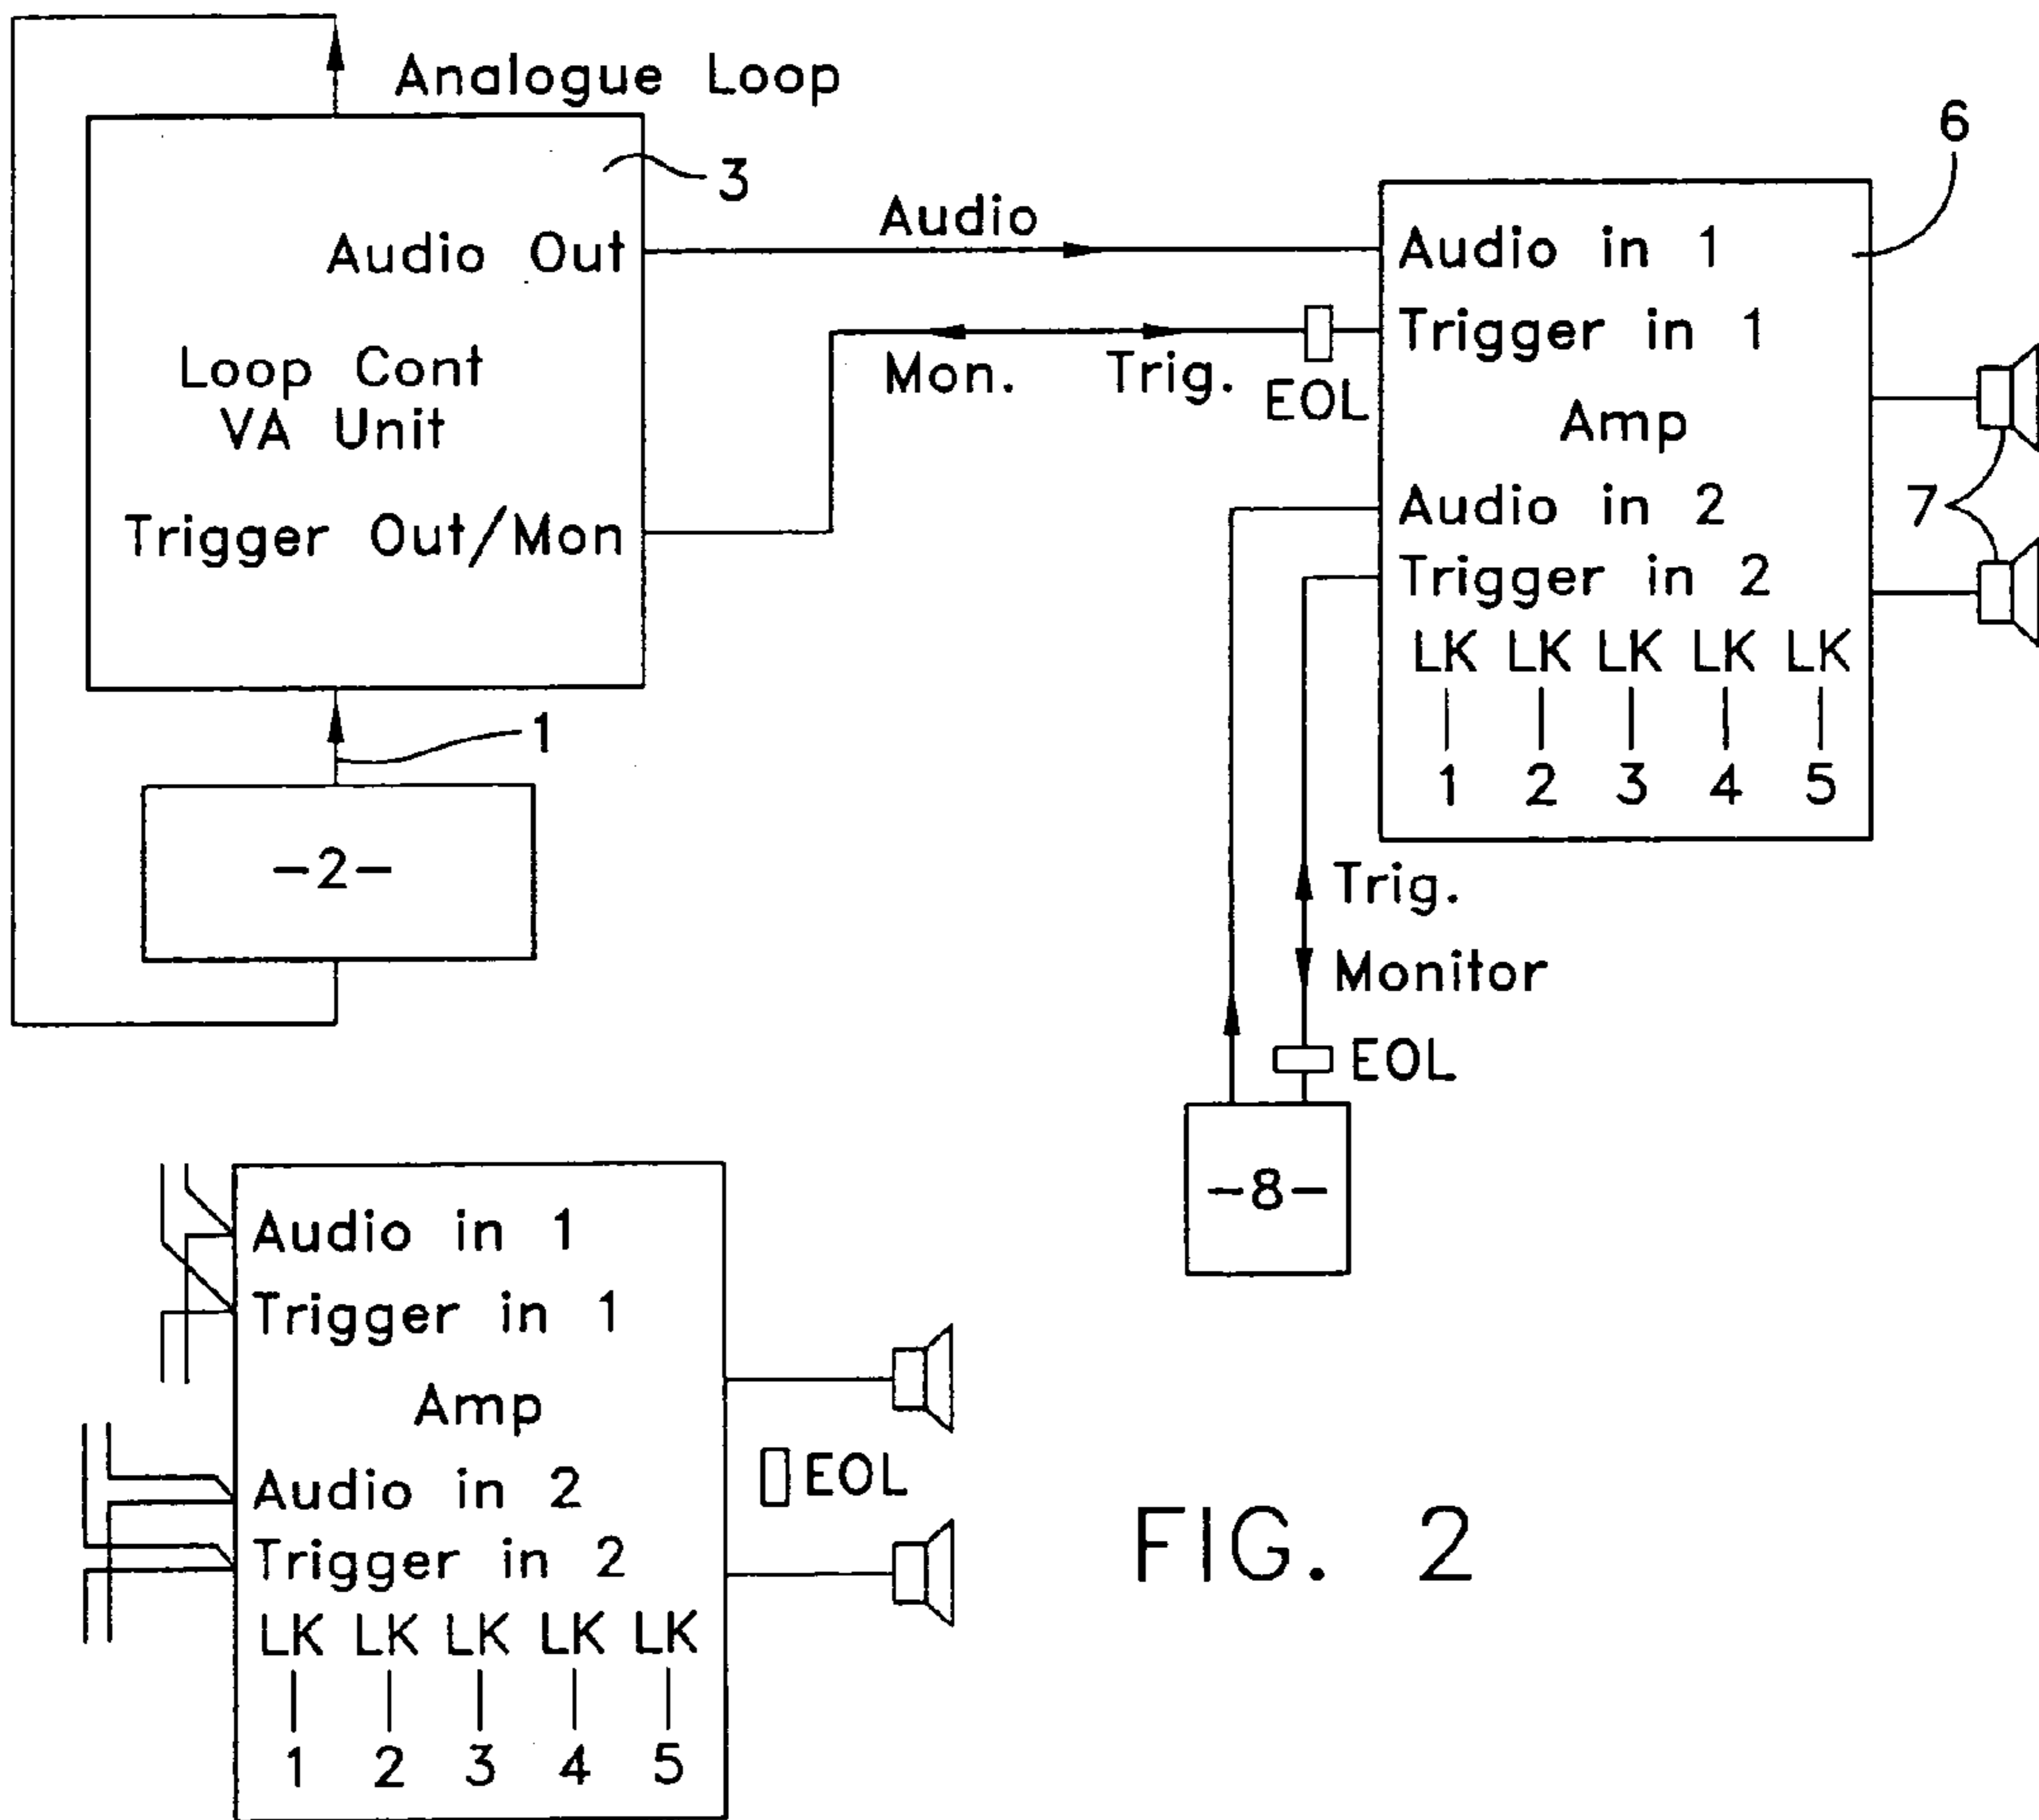 Analogue Loop
3
Audio Out
Loop Cont
VA Unit
Trigger Out/Mon
1
-2-
Audio
Mon. Trig. EOL
6
Audio in 1
Trigger in 1
Amp
Audio in 2
Trigger in 2
LK LK LK LK LK
1 2 3 4 5
7
Trig.
Monitor
EOL
-8-
Audio in 1
Trigger in 1
Amp
Audio in 2
Trigger in 2
LK LK LK LK LK
1 2 3 4 5
EOL
FIG. 2